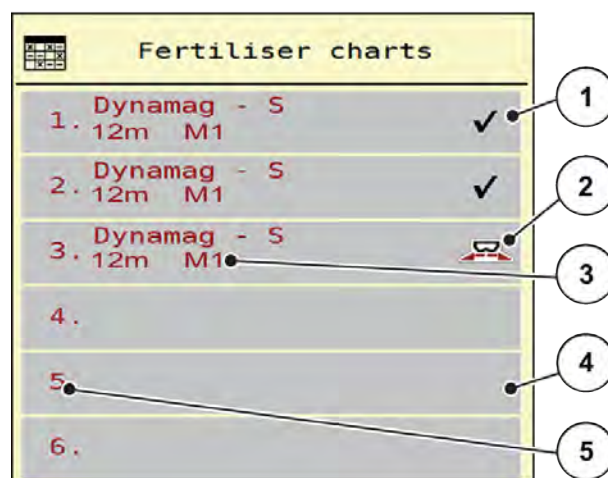 Fertiliser charts
1. Dynamag - S
12m M1
2. Dynamag - S
12m M1
3. Dynamag - S
12m M1
4.
5.
6.
1
2
3
4
5